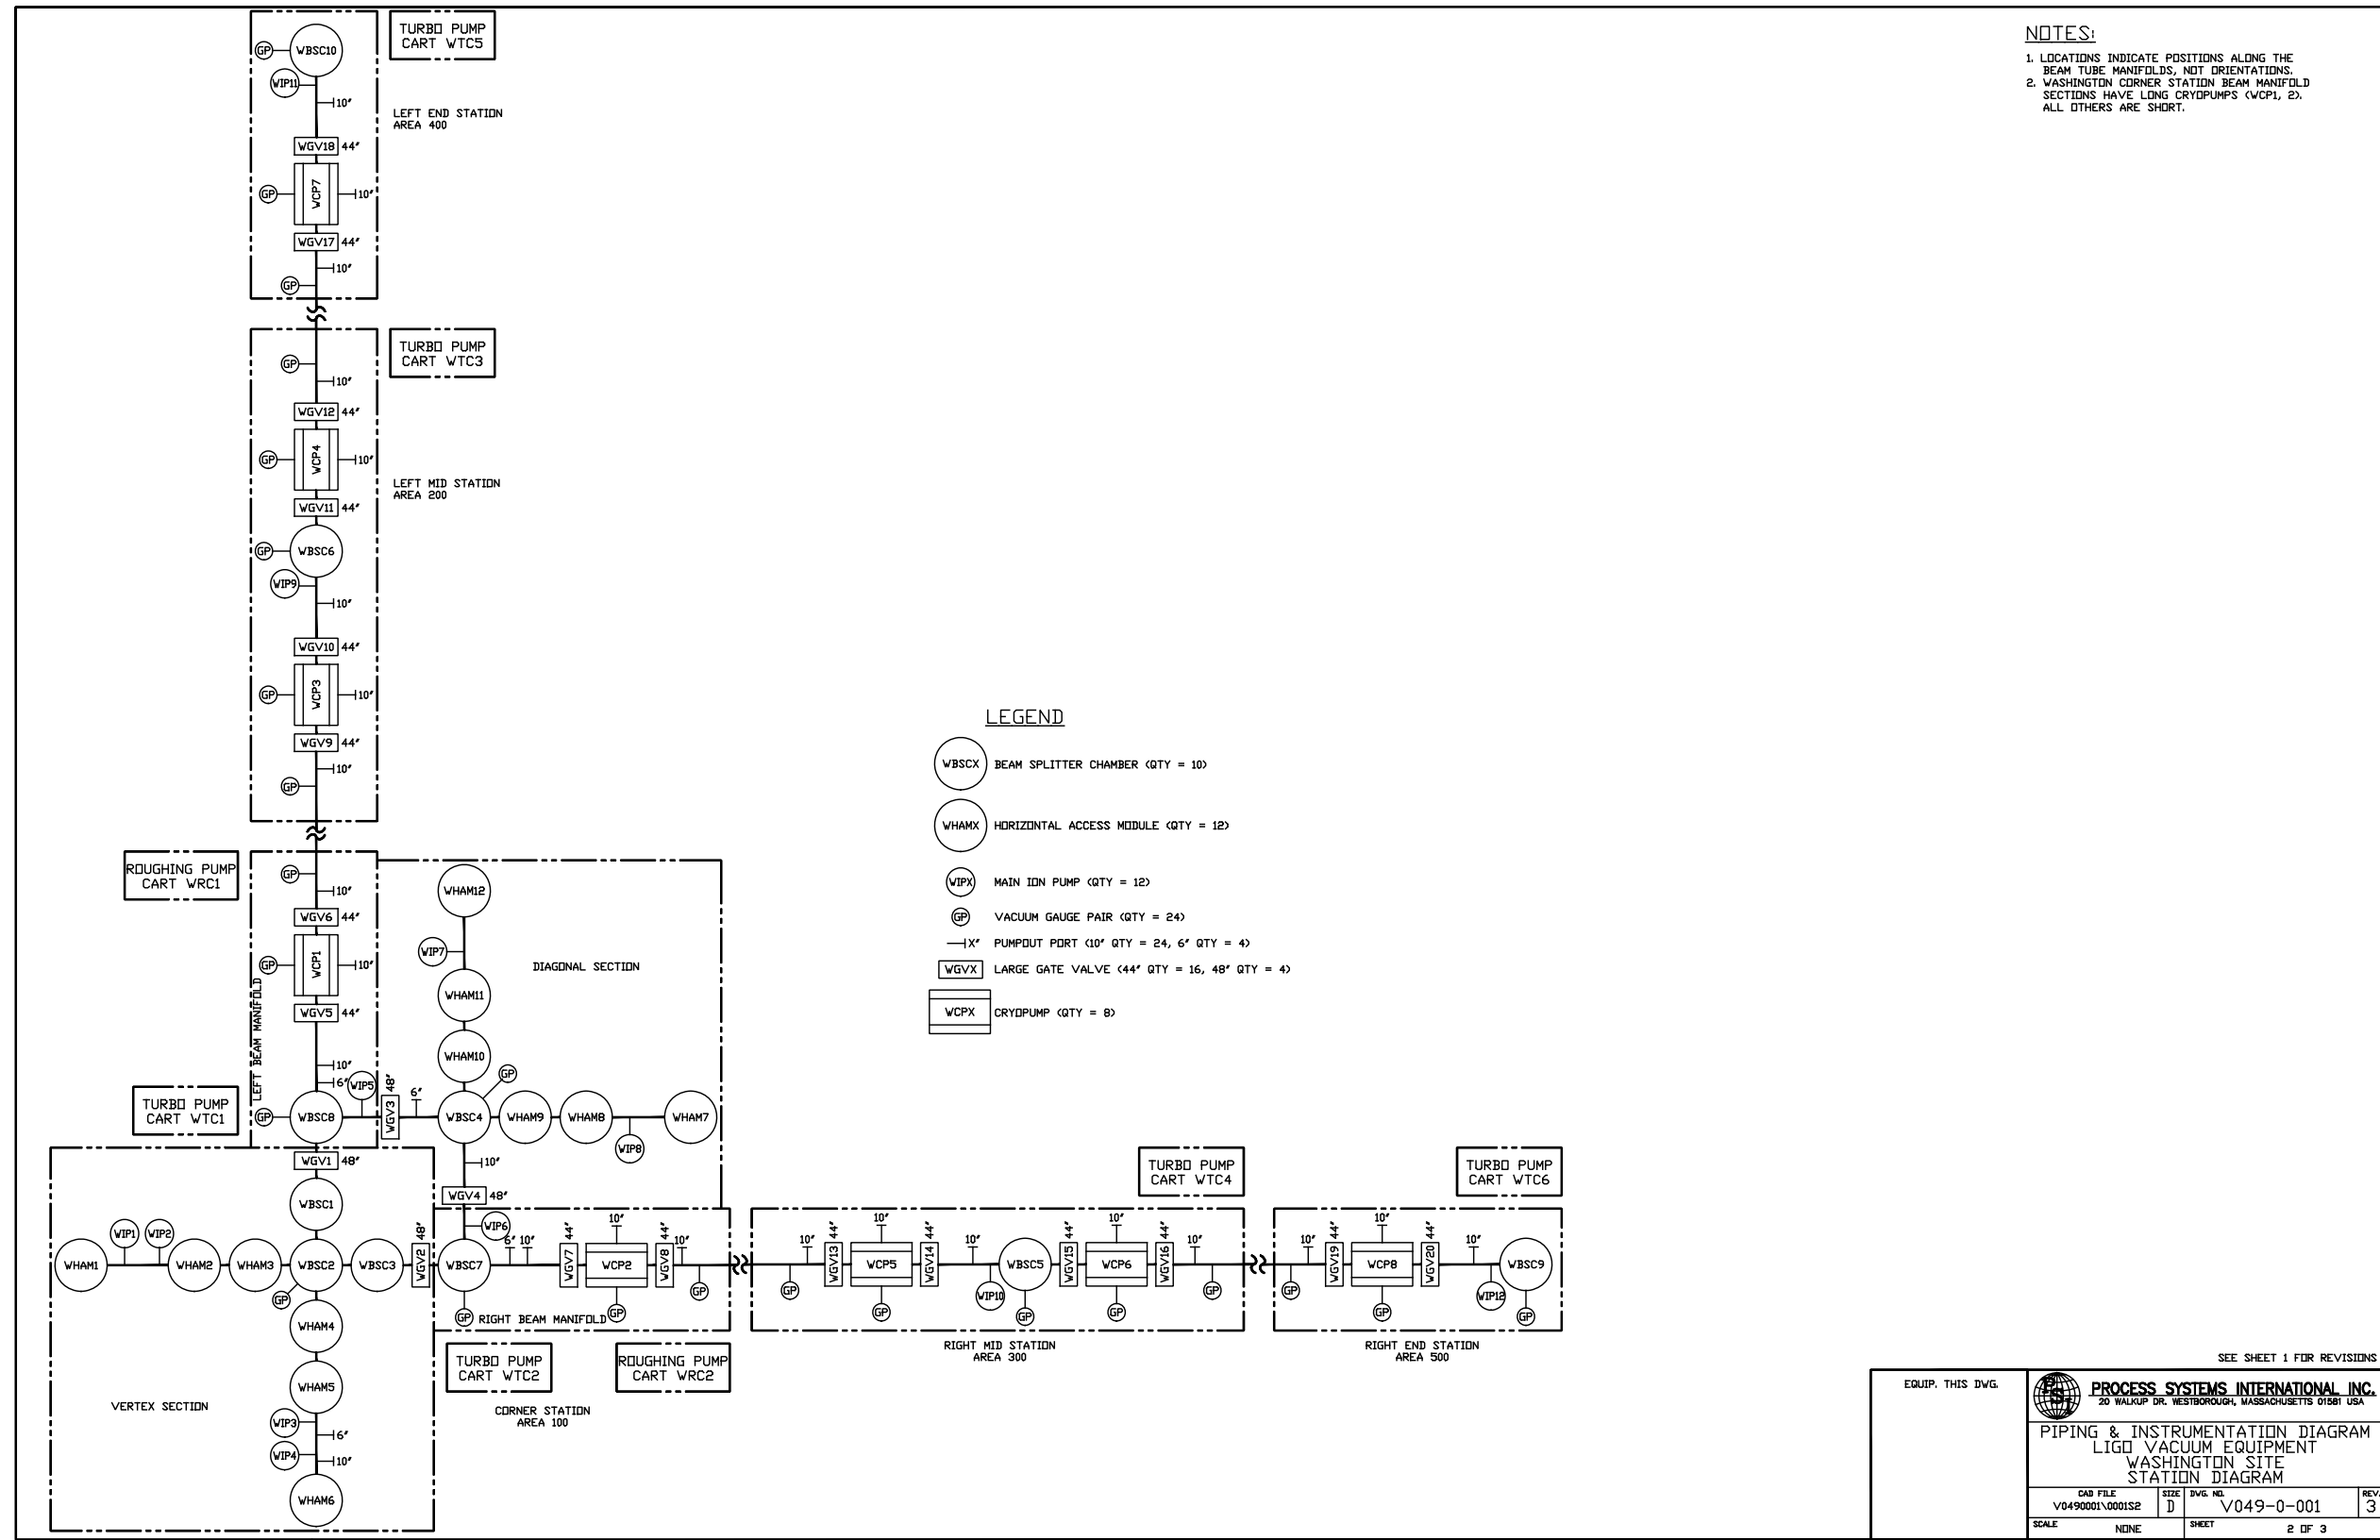 NOTES:
1. LOCATIONS INDICATE POSITIONS ALONG THE
BEAM TUBE MANIFOLDS, NOT ORIENTATIONS.
2. WASHINGTON CORNER STATION BEAM MANIFOLD
SECTIONS HAVE LONG CRYOPUMPS (WCP1, 2).
ALL OTHERS ARE SHORT.
TURBO PUMP
CART WTC5
GP
WBSC10
WIP11
10"
LEFT END STATION
AREA 400
WGV18 44"
GP
WCP7
10"
WGV17 44"
10"
GP
TURBO PUMP
CART WTC3
GP
10"
WGV12 44"
GP
WCP4
10"
LEFT MID STATION
AREA 200
WGV11 44"
GP
WBSC6
WIP9
10"
WGV10 44"
GP
WCP3
10"
WGV9 44"
10"
GP
LEGEND
WBSCX BEAM SPLITTER CHAMBER (QTY = 10)
WHAMX HORIZONTAL ACCESS MODULE (QTY = 12)
WIPX MAIN ION PUMP (QTY = 12)
GP VACUUM GAUGE PAIR (QTY = 24)
X" PUMPOUT PORT (10" QTY = 24, 6" QTY = 4)
WGVX LARGE GATE VALVE (44" QTY = 16, 48" QTY = 4)
WCPX CRYOPUMP (QTY = 8)
ROUGHING PUMP
CART WRC1
GP
10"
WGV6 44"
GP
WCP1
10"
WGV5 44"
LEFT BEAM MANIFOLD
10"
6"
WIP5
TURBO PUMP
CART WTC1
GP
WBSC8
WGV3 48"
6"
WHAM12
WIP7
DIAGONAL SECTION
WHAM11
WHAM10
GP
WBSC4
WHAM9
WHAM8
WIP8
WHAM7
10"
WGV4 48"
WGV1 48"
WBSC1
WIP1
WIP2
WHAM1
WHAM2
WHAM3
WBSC2
WBSC3
WGV2 48"
GP
WHAM4
WHAM5
VERTEX SECTION
WIP3
6"
WIP4
10"
WHAM6
WIP6
WBSC7
6"
10"
WGV7 44"
10"
WCP2
WGV8 44"
10"
GP
GP
RIGHT BEAM MANIFOLD
GP
TURBO PUMP
CART WTC2
ROUGHING PUMP
CART WRC2
CORNER STATION
AREA 100
TURBO PUMP
CART WTC4
10"
GP
WGV13 44"
10"
WCP5
GP
WGV14 44"
10"
WIP10
WBSC5
GP
WGV15 44"
10"
WCP6
GP
WGV16 44"
10"
GP
RIGHT MID STATION
AREA 300
TURBO PUMP
CART WTC6
10"
GP
WGV19 44"
10"
WCP8
GP
WGV20 44"
10"
WIP12
WBSC9
GP
RIGHT END STATION
AREA 500
SEE SHEET 1 FOR REVISIONS
EQUIP. THIS DWG.
PSI
PROCESS SYSTEMS INTERNATIONAL INC.
20 WALKUP DR. WESTBOROUGH, MASSACHUSETTS 01581 USA
PIPING & INSTRUMENTATION DIAGRAM
LIGO VACUUM EQUIPMENT
WASHINGTON SITE
STATION DIAGRAM
CAD FILE
V0490001\0001S2
SIZE
D
DWG. NO.
V049-0-001
REV.
3
SCALE
NONE
SHEET
2 OF 3